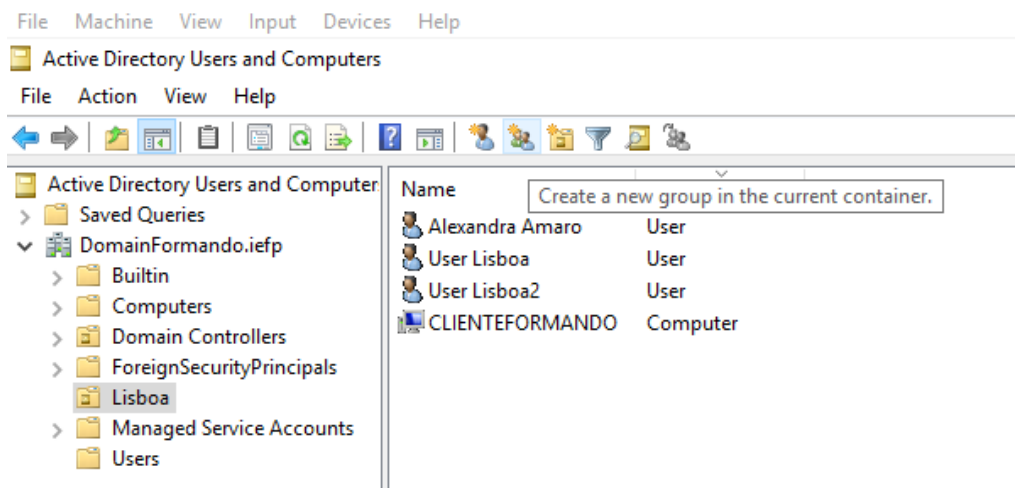 File Machine View Input Devices Help
Active Directory Users and Computers
File Action View Help
Active Directory Users and Computer
Saved Queries
DomainFormando.iefp
Builtin
Computers
Domain Controllers
ForeignSecurityPrincipals
Lisboa
Managed Service Accounts
Users
Name
Create a new group in the current container.
Alexandra Amaro User
User Lisboa User
User Lisboa2 User
CLIENTEFORMANDO Computer